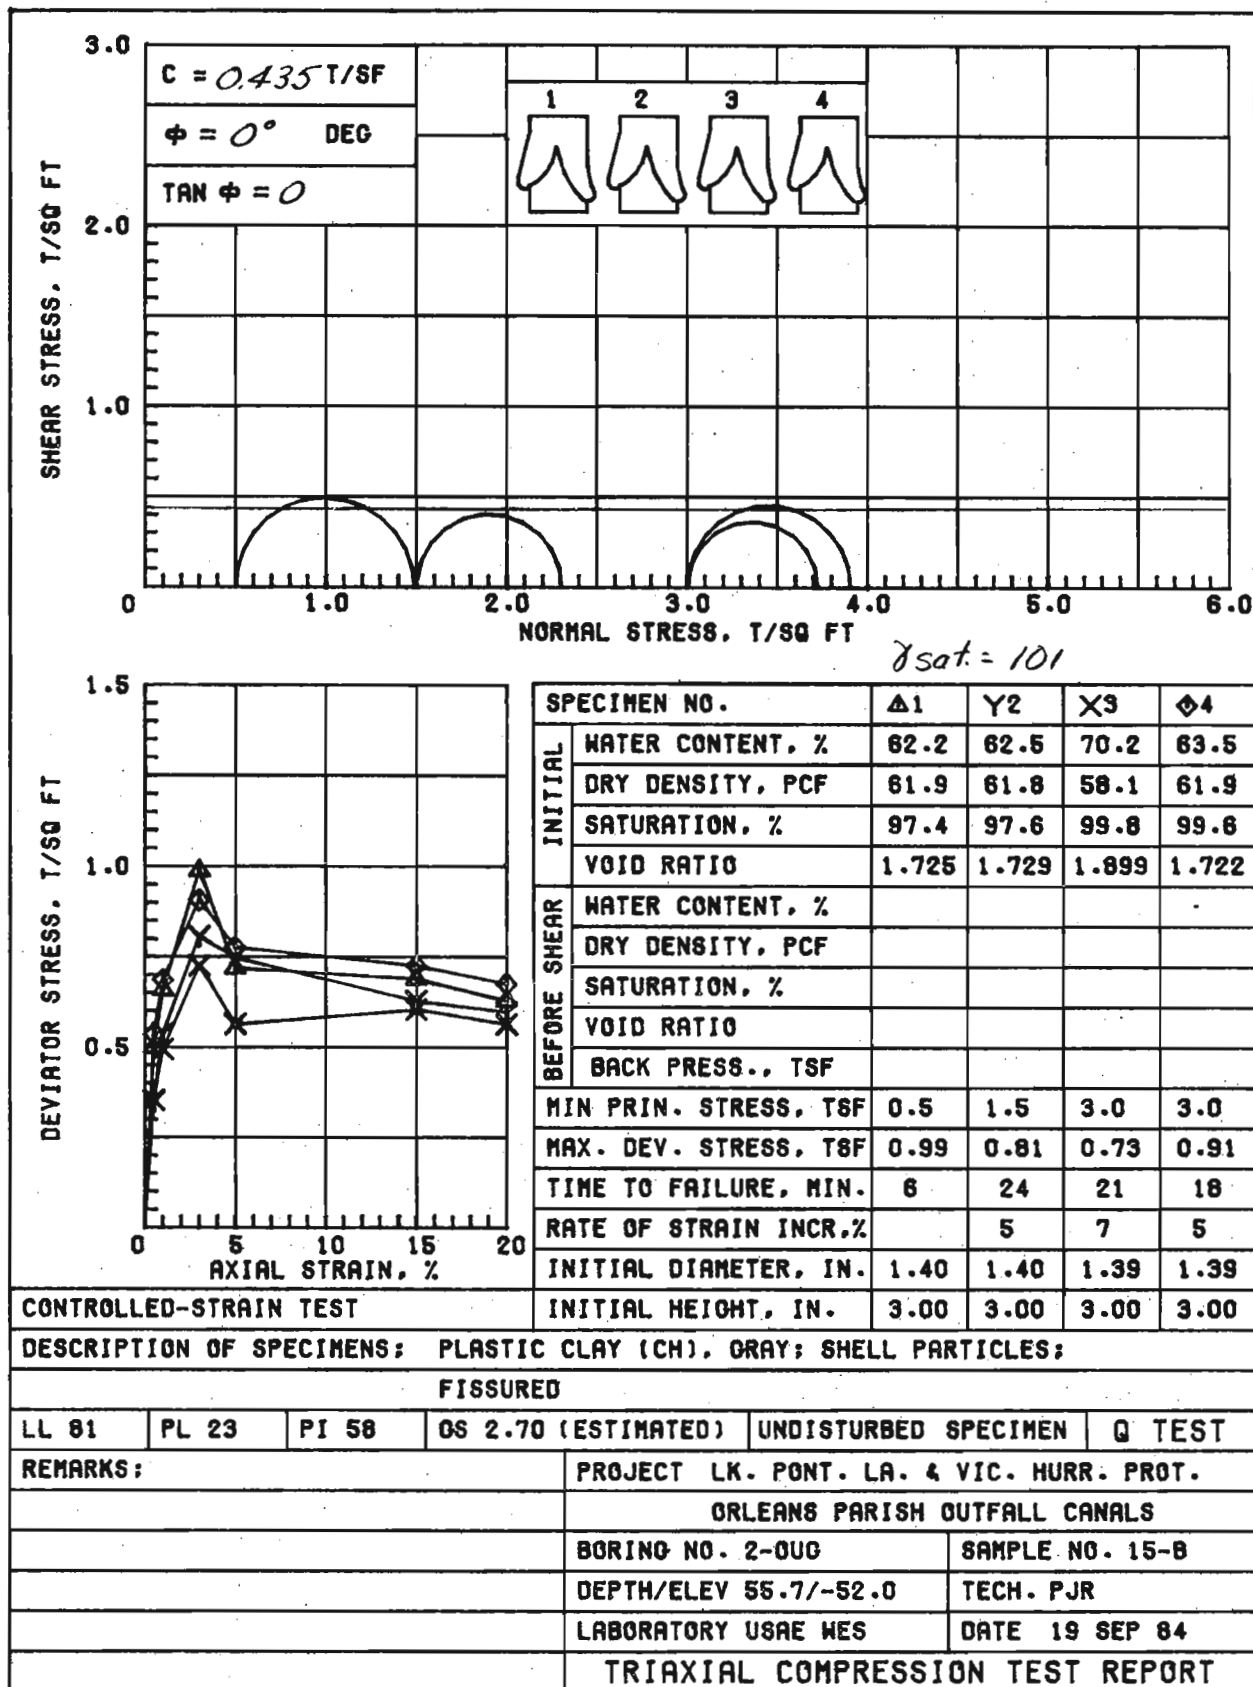 3.0
C = 0.435 T/SF
ϕ = 0° DEG
TAN ϕ = 0
1 2 3 4
2.0
1.0
SHEAR STRESS, T/SQ FT
0 1.0 2.0 3.0 4.0 5.0 6.0
NORMAL STRESS, T/SQ FT
γsat. = 101
1.5
1.0
0.5
DEVIATOR STRESS, T/SQ FT
0 5 10 15 20
AXIAL STRAIN, %
CONTROLLED-STRAIN TEST
SPECIMEN NO. 1 2 3 4
INITIAL
WATER CONTENT, % 62.2 62.5 70.2 63.5
DRY DENSITY, PCF 61.9 61.8 58.1 61.9
SATURATION, % 97.4 97.6 99.8 99.6
VOID RATIO 1.725 1.729 1.899 1.722
BEFORE SHEAR
WATER CONTENT, %
DRY DENSITY, PCF
SATURATION, %
VOID RATIO
BACK PRESS., TSF
MIN PRIN. STRESS, TSF 0.5 1.5 3.0 3.0
MAX. DEV. STRESS, TSF 0.99 0.81 0.73 0.91
TIME TO FAILURE, MIN. 6 24 21 18
RATE OF STRAIN INCR,% 5 7 5
INITIAL DIAMETER, IN. 1.40 1.40 1.39 1.39
INITIAL HEIGHT, IN. 3.00 3.00 3.00 3.00
DESCRIPTION OF SPECIMENS; PLASTIC CLAY (CH), GRAY; SHELL PARTICLES;
FISSURED
LL 81 PL 23 PI 58 GS 2.70 (ESTIMATED) UNDISTURBED SPECIMEN Q TEST
REMARKS;
PROJECT LK. PONT. LA. & VIC. HURR. PROT.
ORLEANS PARISH OUTFALL CANALS
BORING NO. 2-OUG SAMPLE NO. 15-B
DEPTH/ELEV 55.7/-52.0 TECH. PJR
LABORATORY USAE WES DATE 19 SEP 84
TRIAXIAL COMPRESSION TEST REPORT